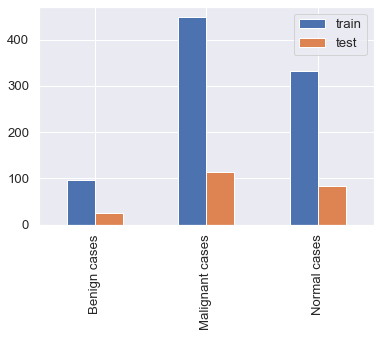 400
300
200
100
0
train
test
Benign cases
Malignant cases
Normal cases